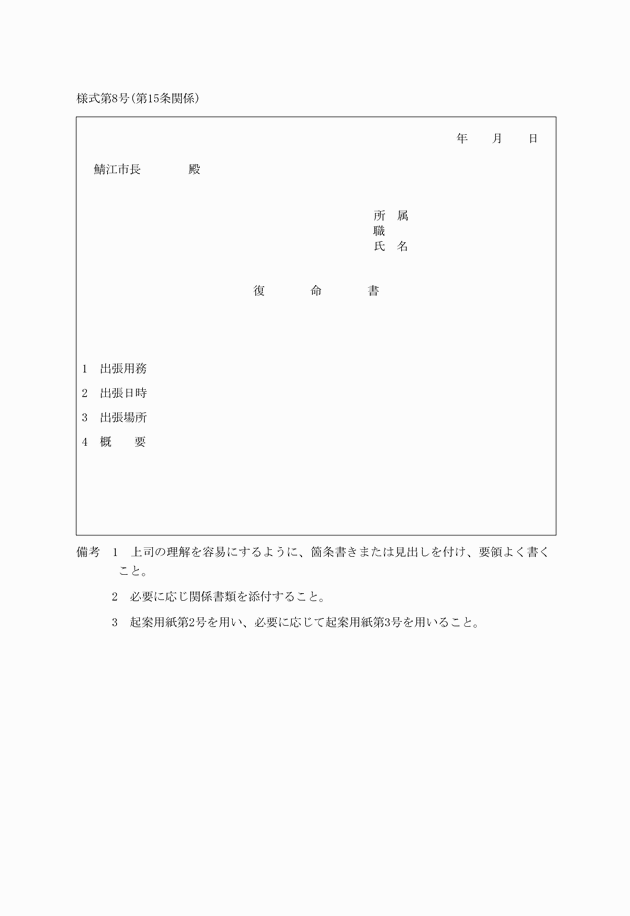 様式第8号(第15条関係)
年　　月　　日
鯖江市長　　　　殿
所　属
職
氏　名
復　　　命　　　書
1　出張用務
2　出張日時
3　出張場所
4　概　　要
備考　1　上司の理解を容易にするように、箇条書きまたは見出しを付け、要領よく書く
こと。
2　必要に応じ関係書類を添付すること。
3　起案用紙第2号を用い、必要に応じて起案用紙第3号を用いること。